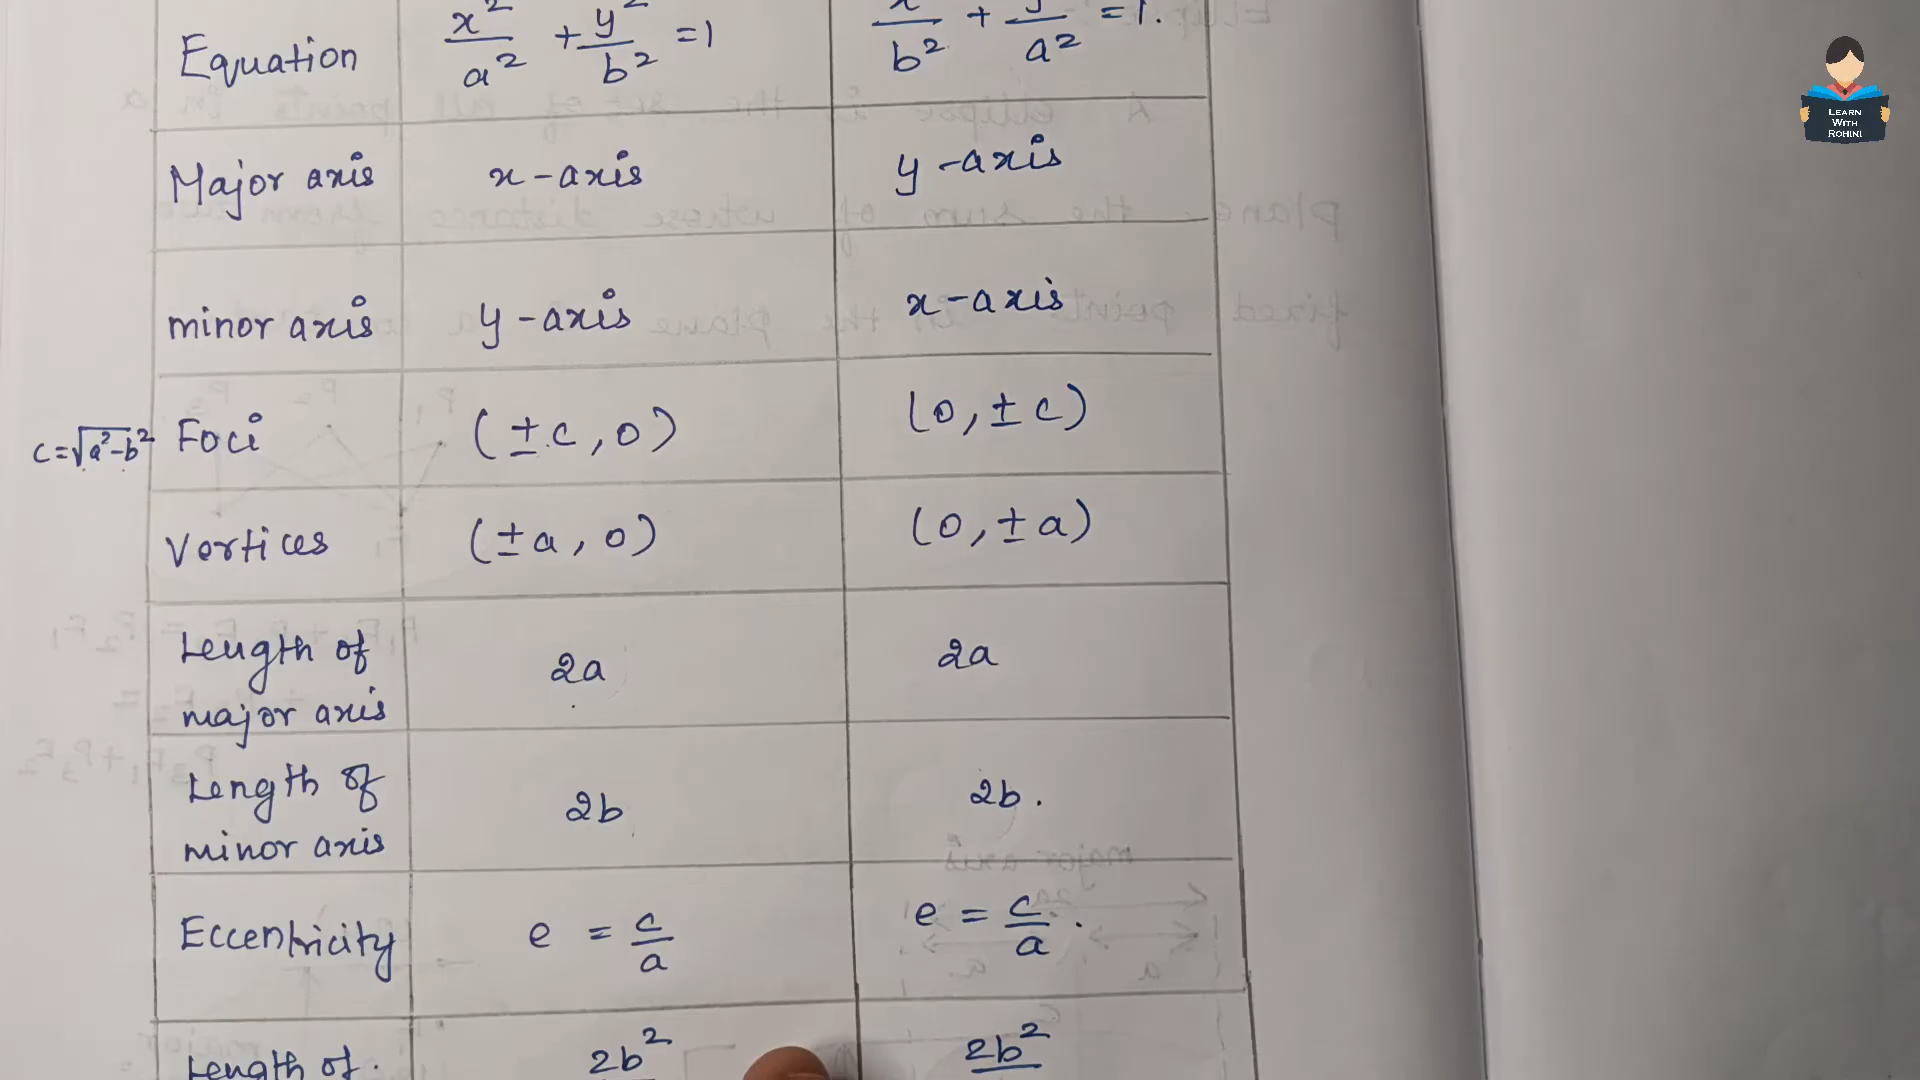 Equation x²/a² + y²/b² = 1 x/b² + y/a² = 1.
Major axis x-axis y-axis
minor axis y-axis x-axis
c=√a²-b² Foci (±c, 0) (0, ±c)
Vertices (±a, 0) (0, ±a)
Length of
major axis 2a 2a
Length of
minor axis 2b 2b.
Eccentricity e = c/a e = c/a.
Length of 2b² 2b²
LEARN
WITH
ROHINI